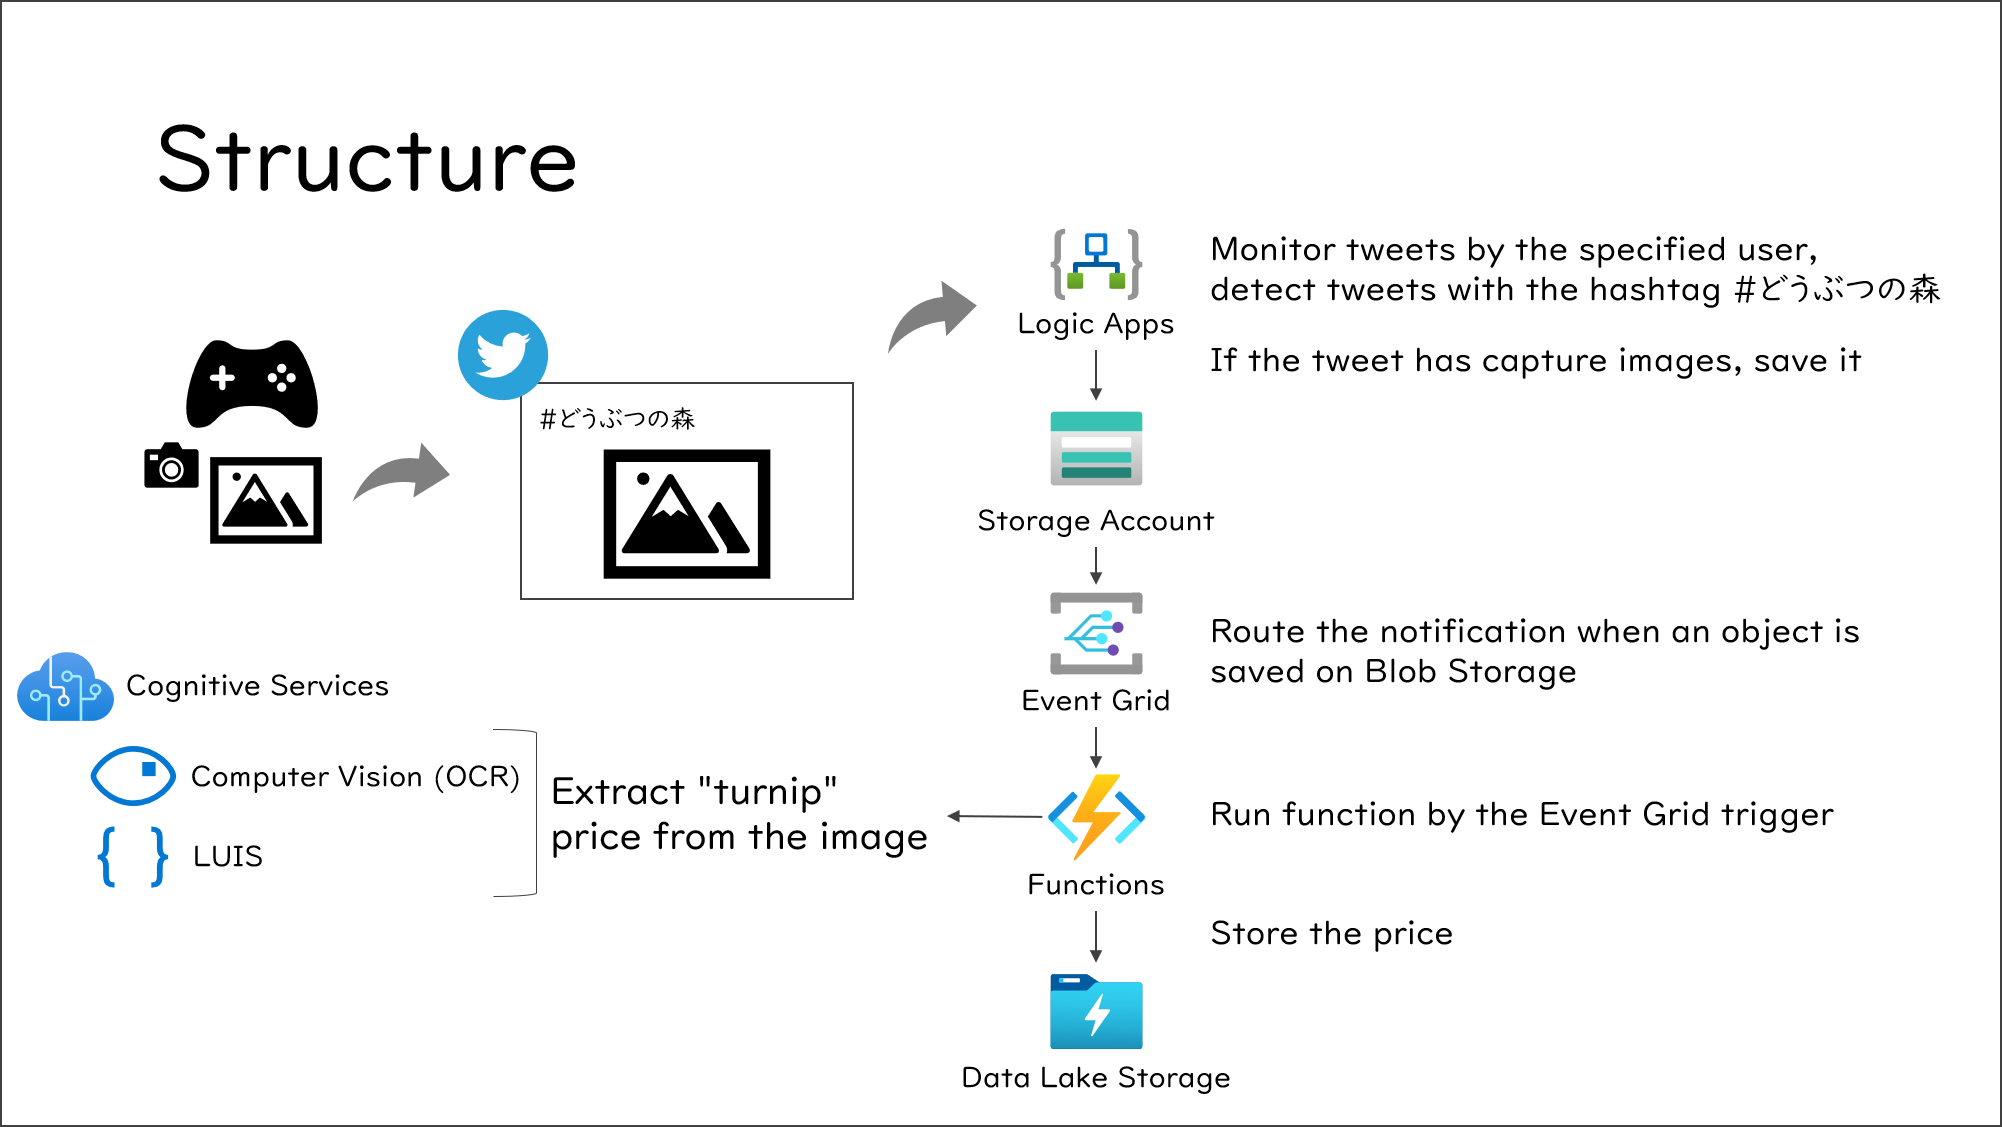 Structure
Monitor tweets by the specified user,
detect tweets with the hashtag #どうぶつの森
Logic Apps
If the tweet has capture images, save it
#どうぶつの森
Storage Account
Route the notification when an object is
saved on Blob Storage
Event Grid
Cognitive Services
Computer Vision (OCR)
LUIS
Extract "turnip"
price from the image
Run function by the Event Grid trigger
Functions
Store the price
Data Lake Storage